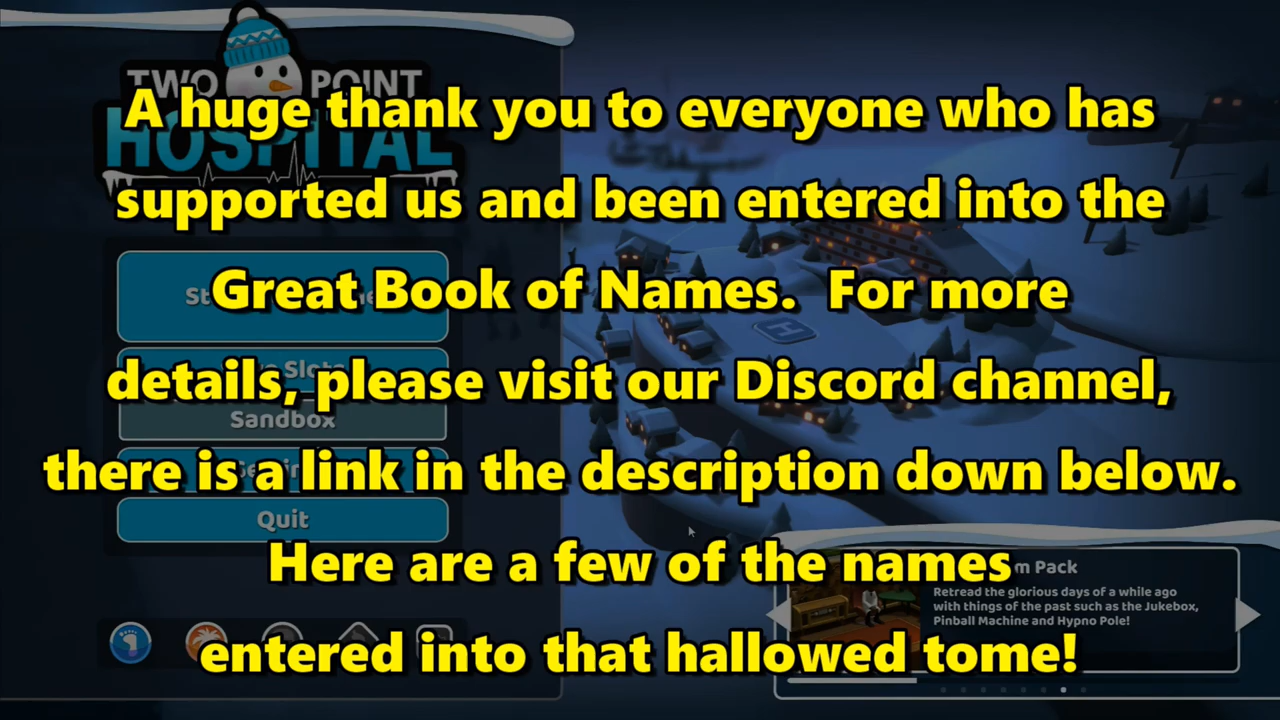 TWO POINT
HOSPITAL
A huge thank you to everyone who has
supported us and been entered into the
Great Book of Names.  For more
details, please visit our Discord channel,
there is a link in the description down below.
Here are a few of the names
entered into that hallowed tome!
Sandbox
Quit
H
Pack
Retread the glorious days of a while ago
with things of the past such as the Jukebox,
Pinball Machine and Hypno Pole!